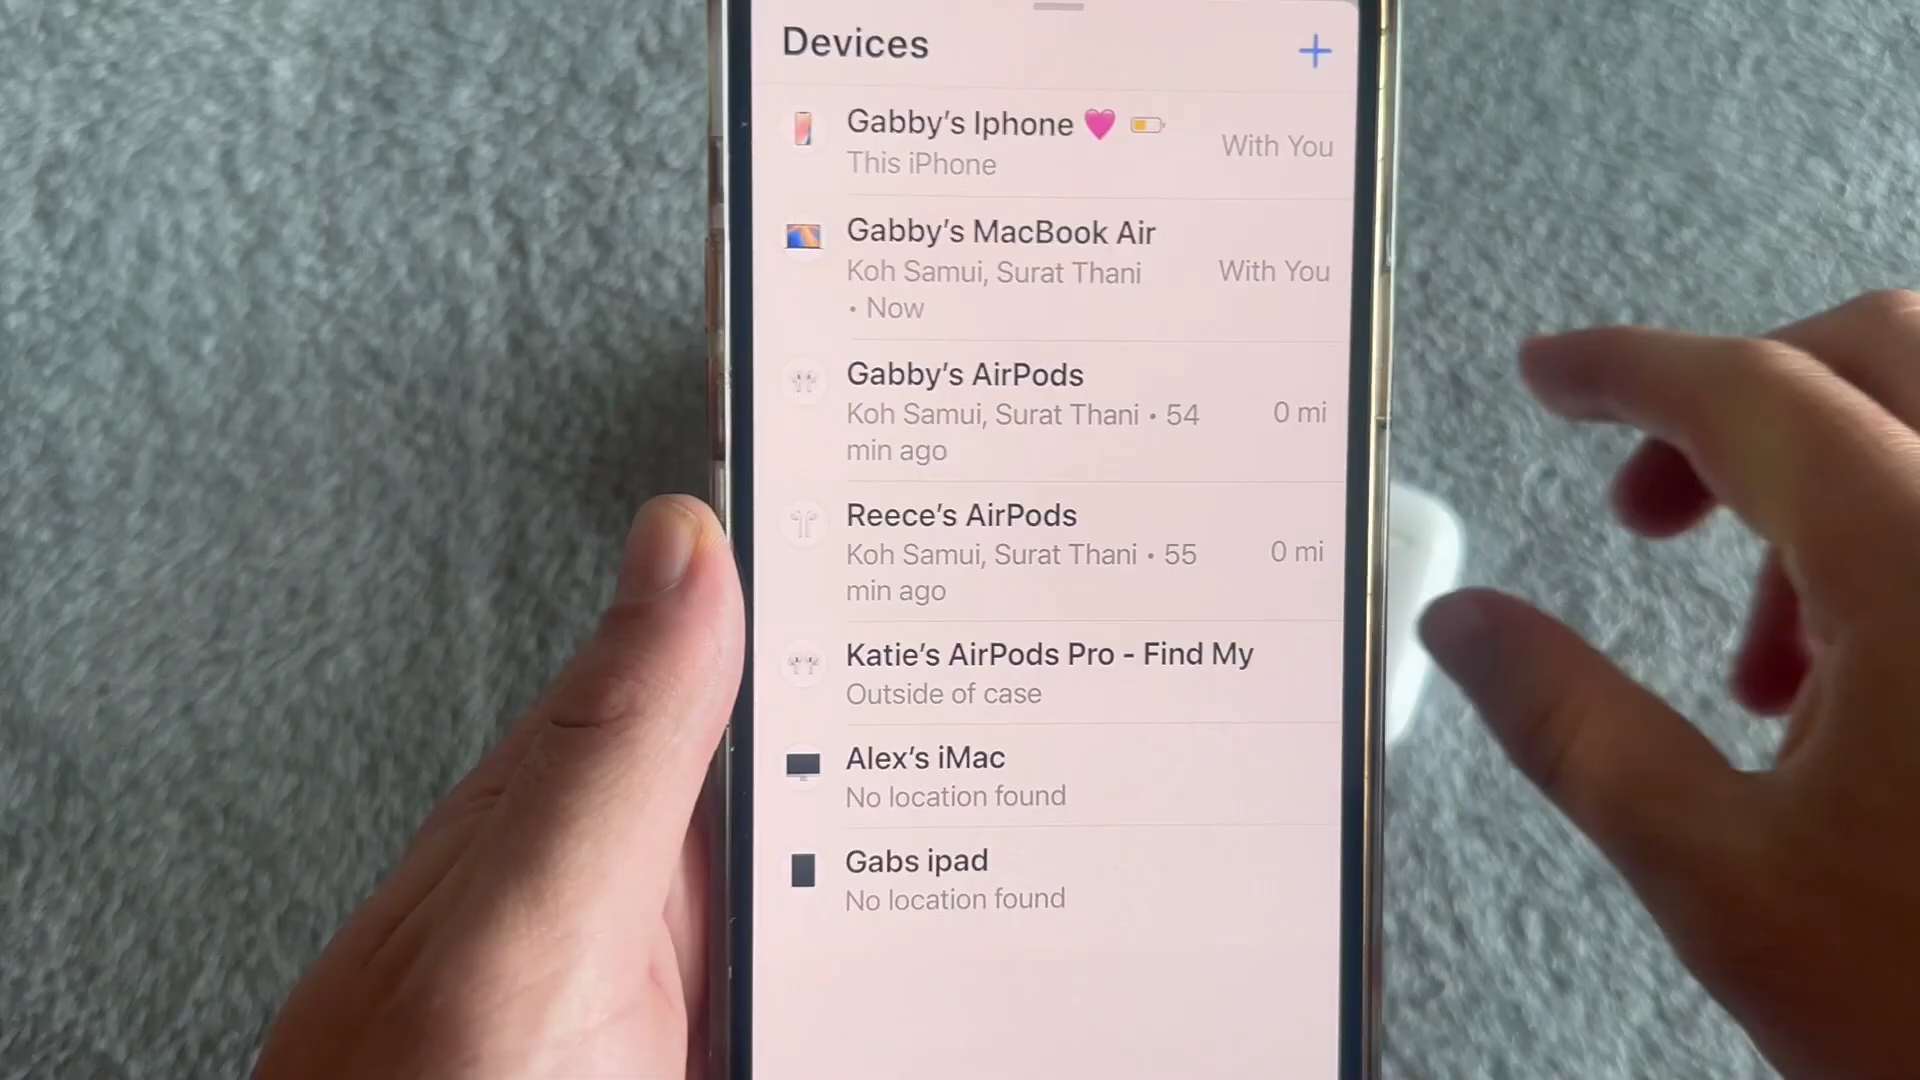 Devices
Gabby's Iphone 💗
This iPhone
With You
Gabby's MacBook Air
Koh Samui, Surat Thani
• Now
With You
Gabby's AirPods
Koh Samui, Surat Thani • 54
min ago
0 mi
Reece's AirPods
Koh Samui, Surat Thani • 55
min ago
0 mi
Katie's AirPods Pro - Find My
Outside of case
Alex's iMac
No location found
Gabs ipad
No location found